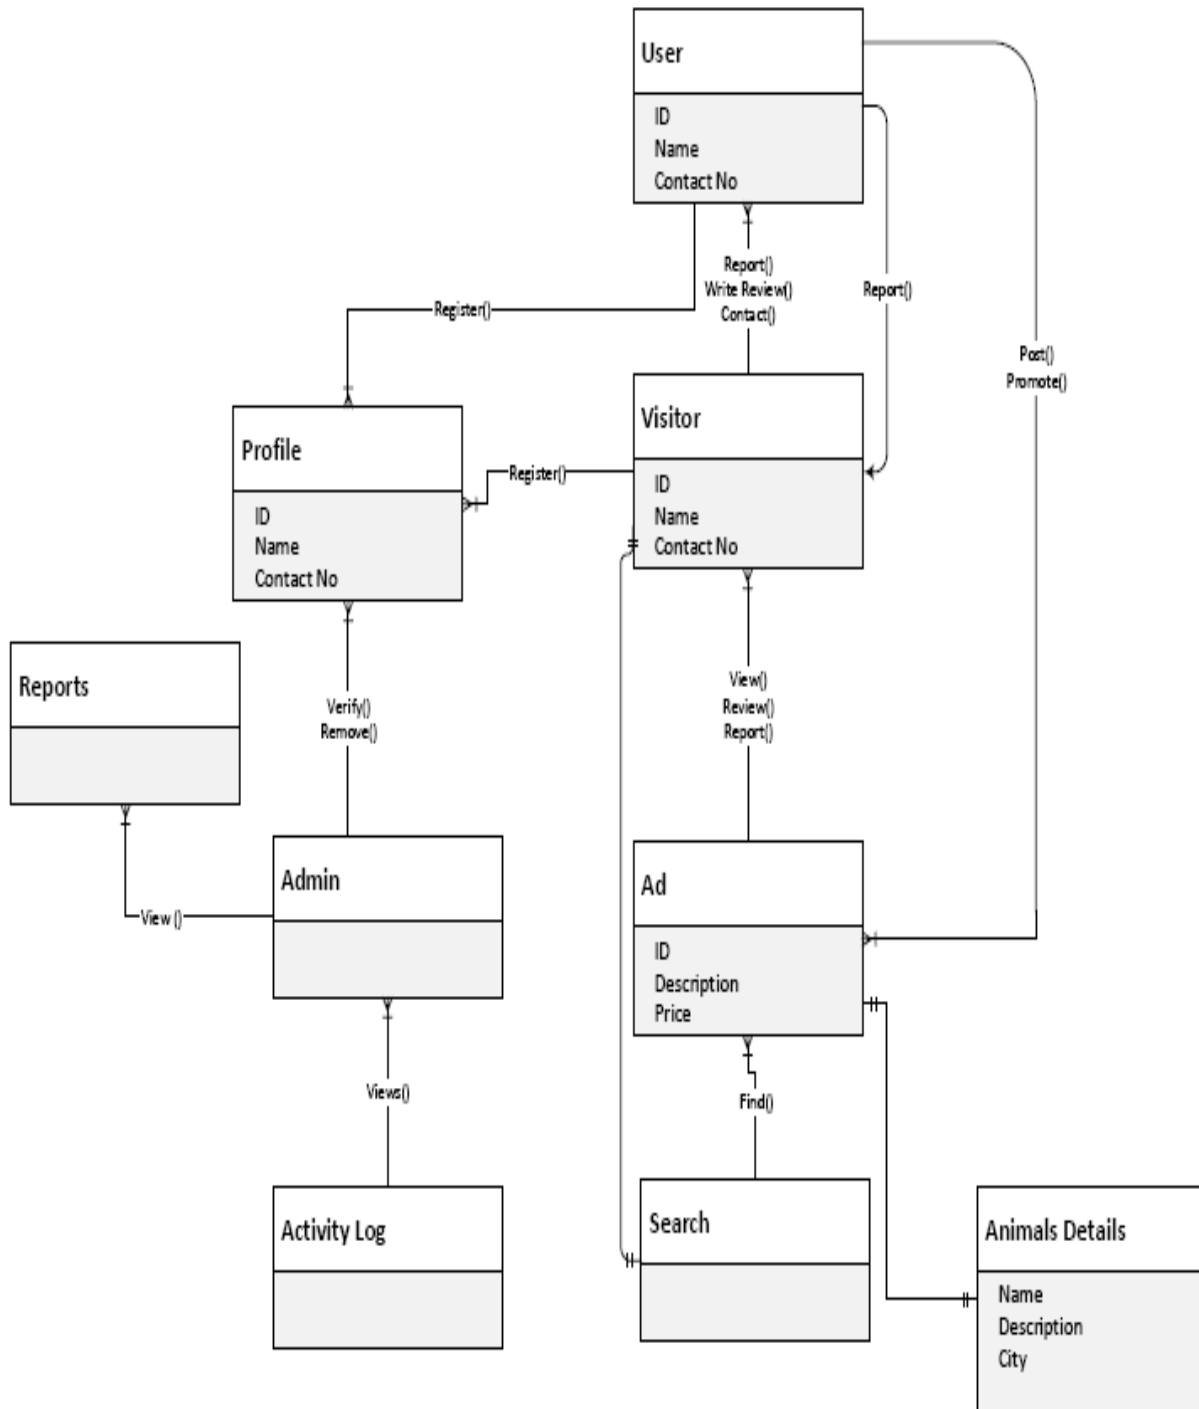 User
ID
Name
Contact No
Report()
Write Review()
Contact()
Report()
Register()
Post()
Promote()
Profile
ID
Name
Contact No
Register()
Visitor
ID
Name
Contact No
Reports
Verify()
Remove()
View()
Review()
Report()
Admin
View ()
Ad
ID
Description
Price
Views()
Find()
Activity Log
Search
Animals Details
Name
Description
City